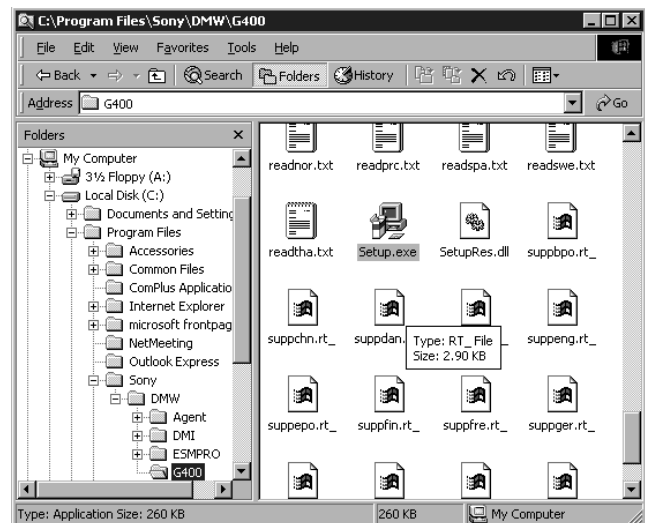 C:\Program Files\Sony\DMW\G400
File Edit View Favorites Tools Help
Back Search Folders History
Address G400 Go
Folders
My Computer
3½ Floppy (A:)
Local Disk (C:)
Documents and Setting
Program Files
Accessories
Common Files
ComPlus Applicatio
Internet Explorer
microsoft frontpag
NetMeeting
Outlook Express
Sony
DMW
Agent
DMI
ESMPRO
G400
readnor.txt readprc.txt readspa.txt readswe.txt
readtha.txt Setup.exe SetupRes.dll suppbpo.rt_
suppchn.rt_ suppdan. suppeng.rt_
Type: RT_ File
Size: 2.90 KB
suppepo.rt_ suppfin.rt_ suppfre.rt_ suppger.rt_
Type: Application Size: 260 KB 260 KB My Computer